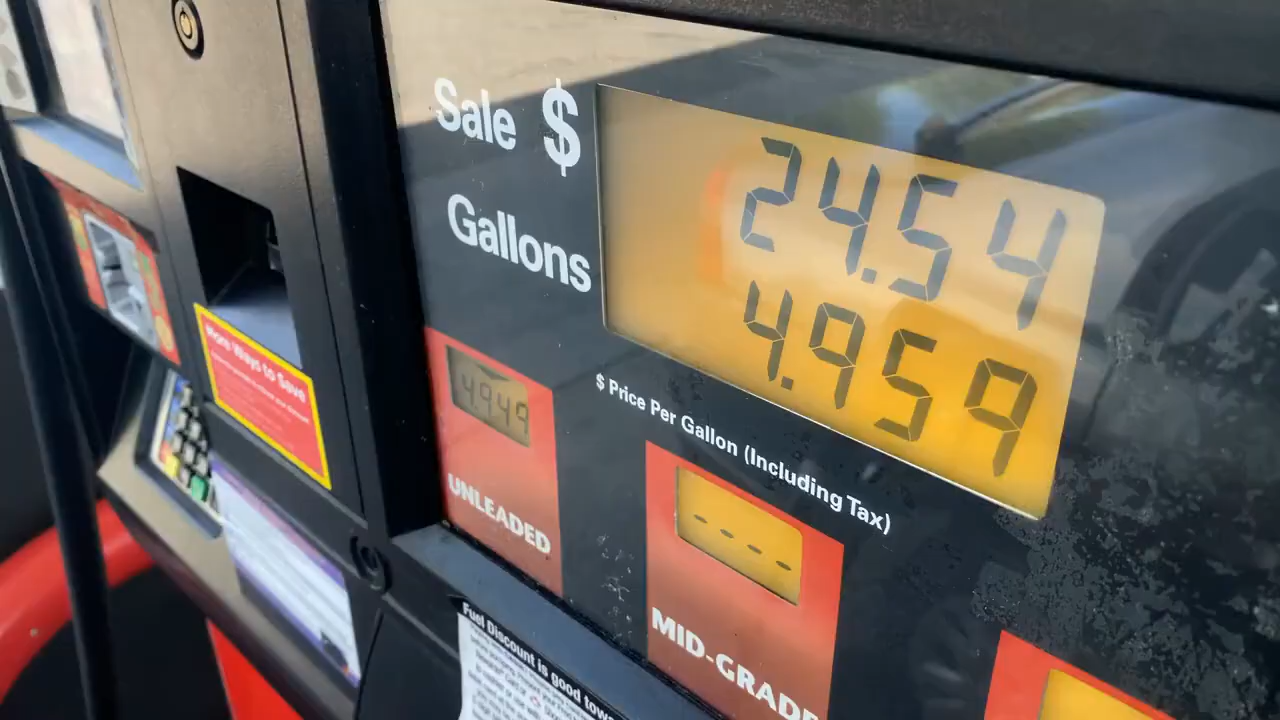 Sale $ 24.54
Gallons 4.959
$ Price Per Gallon (Including Tax)
4.949
UNLEADED
- - - -
MID-GRADE
More Ways to Save
Fuel Discount is good